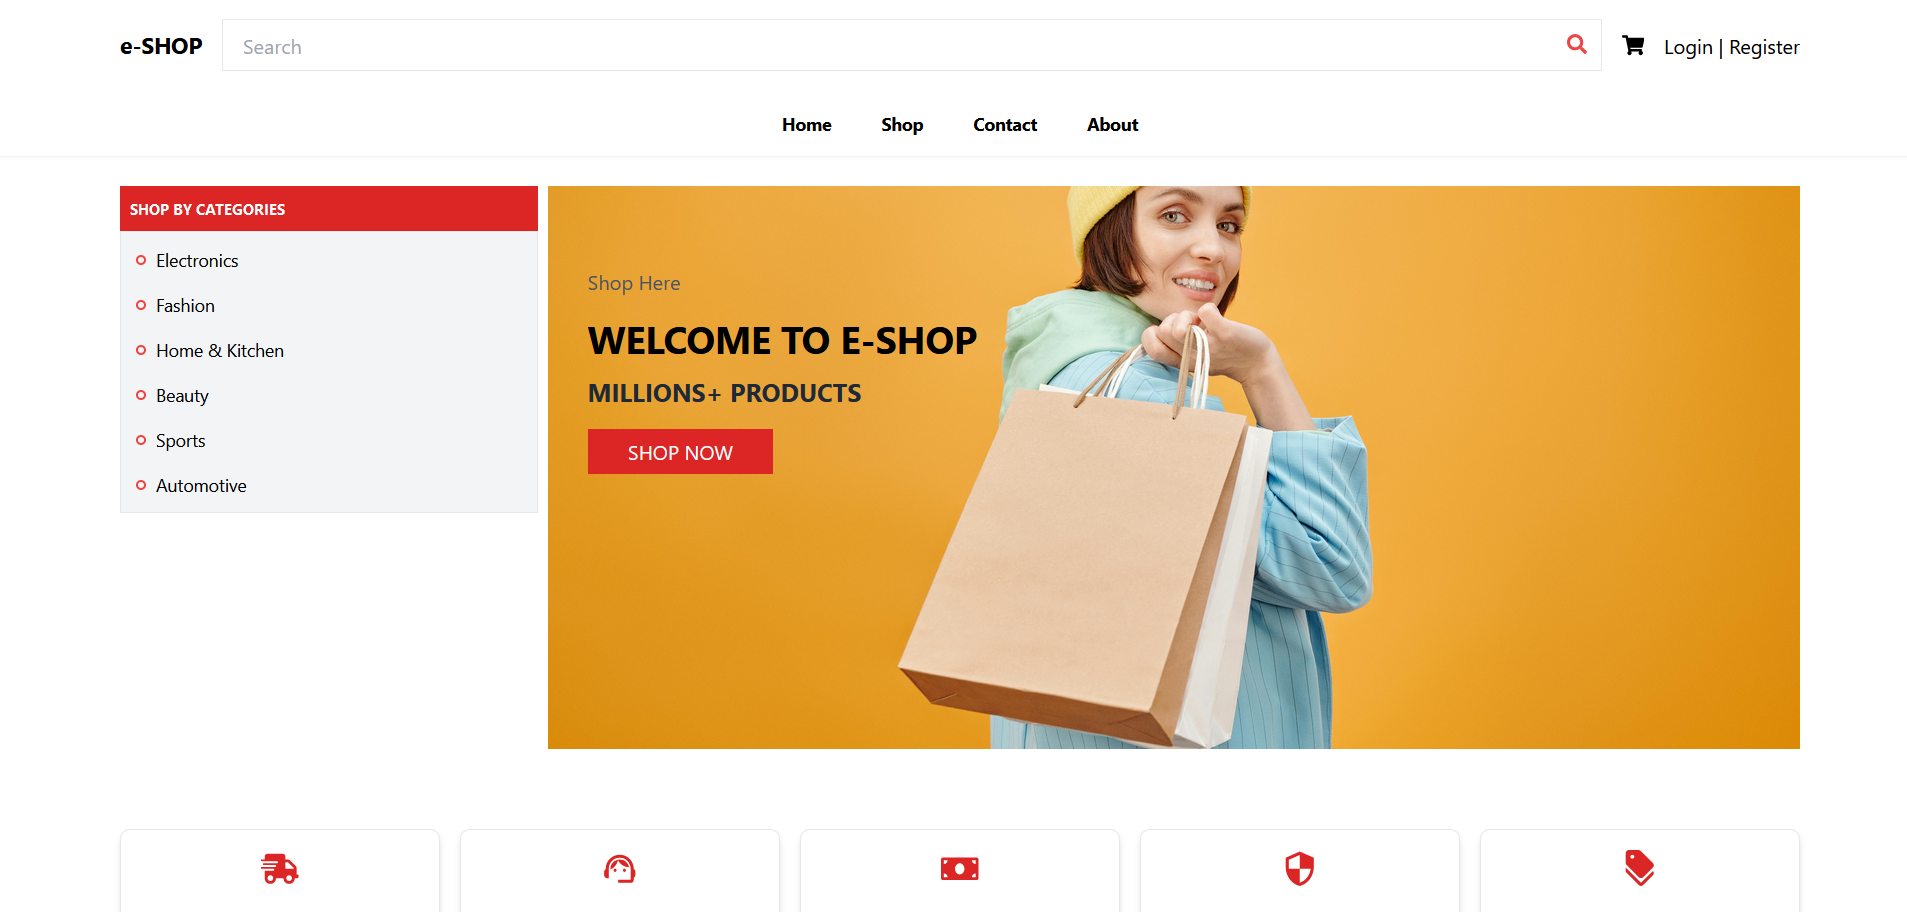 e-SHOP
Search
Login | Register
Home
Shop
Contact
About
SHOP BY CATEGORIES
Electronics
Fashion
Home & Kitchen
Beauty
Sports
Automotive
Shop Here
WELCOME TO E-SHOP
MILLIONS+ PRODUCTS
SHOP NOW